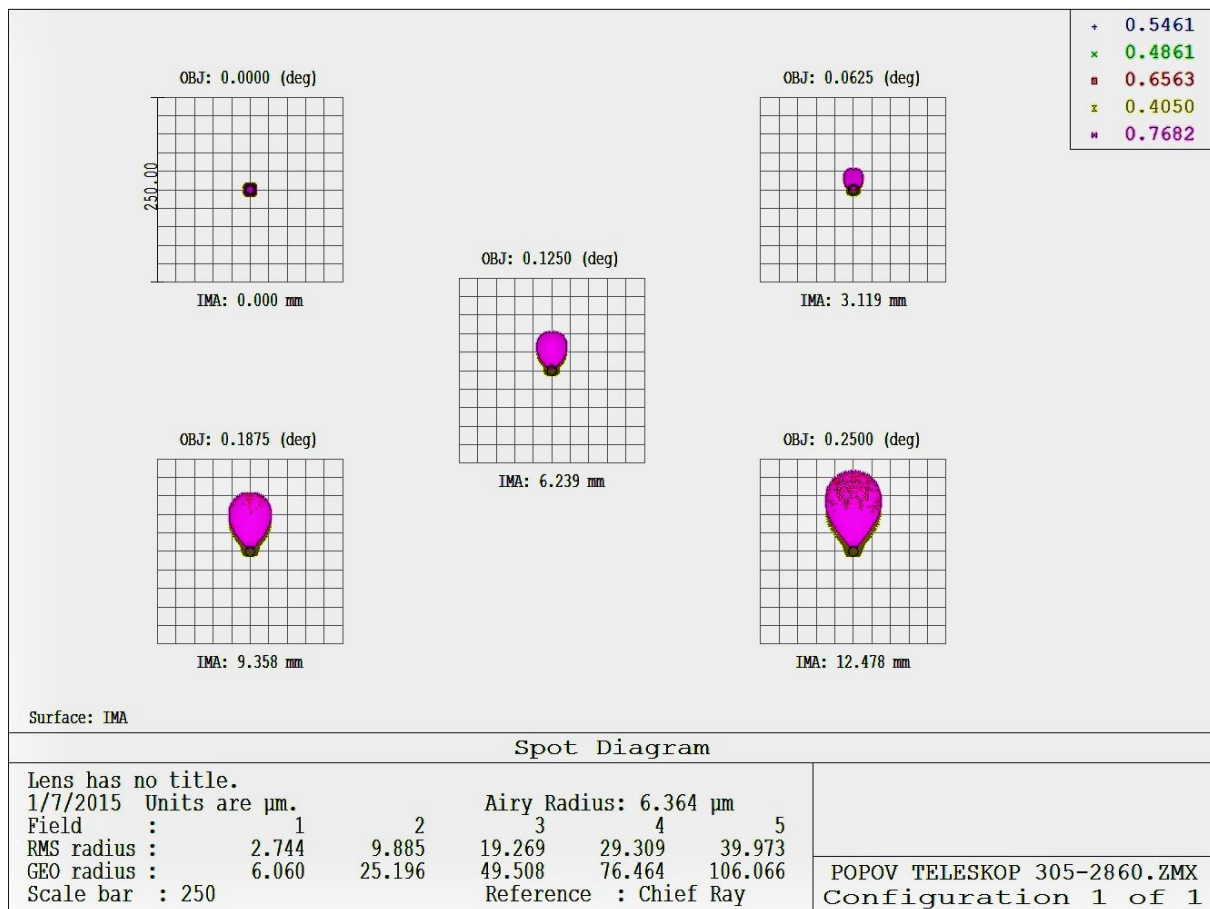 + 0.5461
× 0.4861
0.6563
0.4050
0.7682
OBJ: 0.0000 (deg)
250.00
IMA: 0.000 mm
OBJ: 0.0625 (deg)
IMA: 3.119 mm
OBJ: 0.1250 (deg)
IMA: 6.239 mm
OBJ: 0.1875 (deg)
IMA: 9.358 mm
OBJ: 0.2500 (deg)
IMA: 12.478 mm
Surface: IMA
Spot Diagram
Lens has no title.
1/7/2015 Units are µm. Airy Radius: 6.364 µm
Field : 1 2 3 4 5
RMS radius : 2.744 9.885 19.269 29.309 39.973
GEO radius : 6.060 25.196 49.508 76.464 106.066
Scale bar : 250 Reference : Chief Ray
POPOV TELESKOP 305-2860.ZMX
Configuration 1 of 1